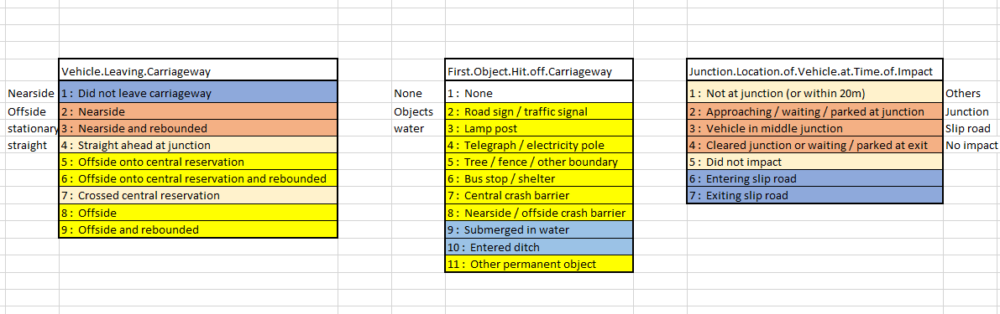 Vehicle.Leaving.Carriageway
Nearside
1 : Did not leave carriageway
Offside
2 : Nearside
stationary
3 : Nearside and rebounded
straight
4 : Straight ahead at junction
5 : Offside onto central reservation
6 : Offside onto central reservation and rebounded
7 : Crossed central reservation
8 : Offside
9 : Offside and rebounded
First.Object.Hit.off.Carriageway
None
1 : None
Objects
2 : Road sign / traffic signal
water
3 : Lamp post
4 : Telegraph / electricity pole
5 : Tree / fence / other boundary
6 : Bus stop / shelter
7 : Central crash barrier
8 : Nearside / offside crash barrier
9 : Submerged in water
10 : Entered ditch
11 : Other permanent object
Junction.Location.of.Vehicle.at.Time.of.Impact
1 : Not at junction (or within 20m)
Others
2 : Approaching / waiting / parked at junction
Junction
3 : Vehicle in middle junction
Slip road
4 : Cleared junction or waiting / parked at exit
No impact
5 : Did not impact
6 : Entering slip road
7 : Exiting slip road